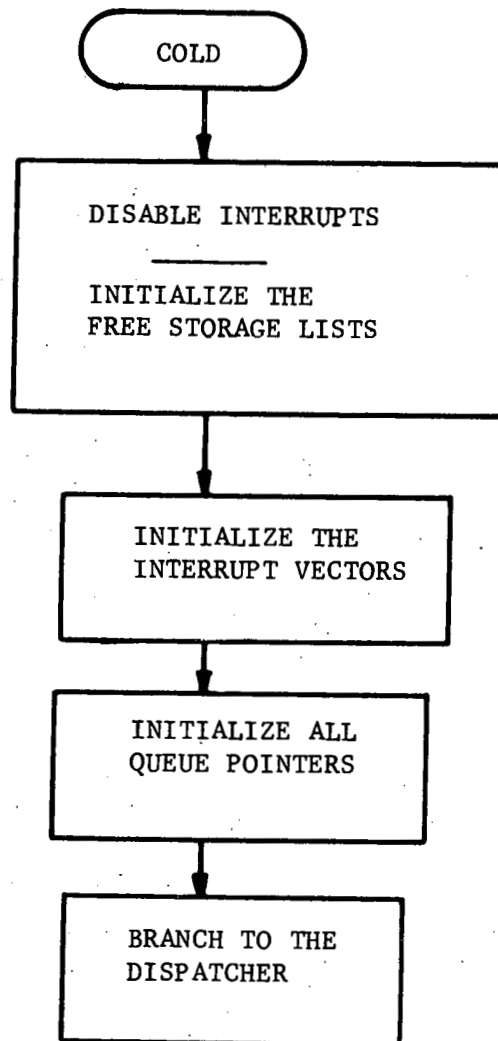 COLD
DISABLE INTERRUPTS
INITIALIZE THE
FREE STORAGE LISTS
INITIALIZE THE
INTERRUPT VECTORS
INITIALIZE ALL
QUEUE POINTERS
BRANCH TO THE
DISPATCHER